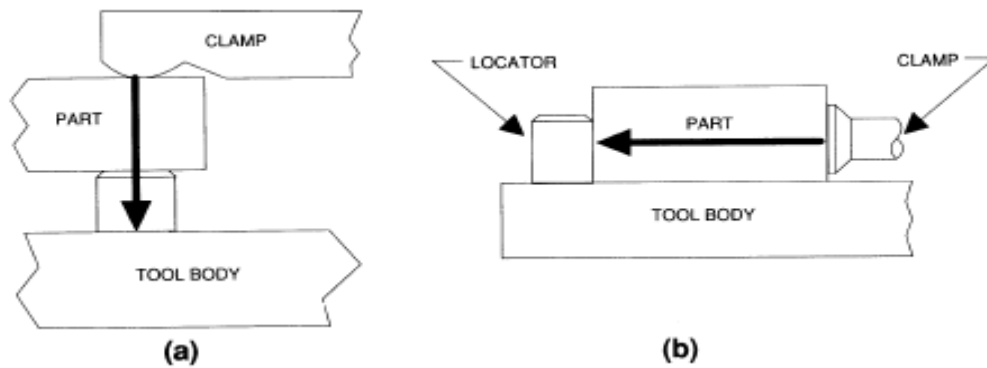 CLAMP
PART
TOOL BODY
(a)
LOCATOR
CLAMP
PART
TOOL BODY
(b)